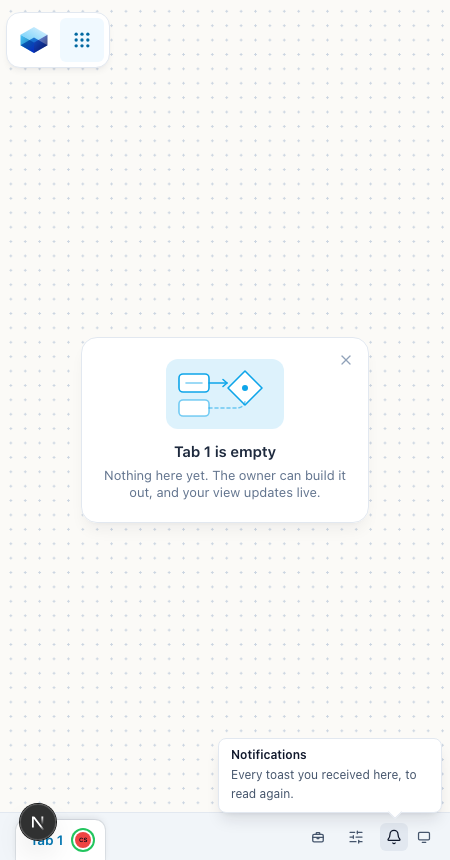 Tab 1 is empty
Nothing here yet. The owner can build it
out, and your view updates live.
Notifications
Every toast you received here, to
read again.
N
Tab 1
CS